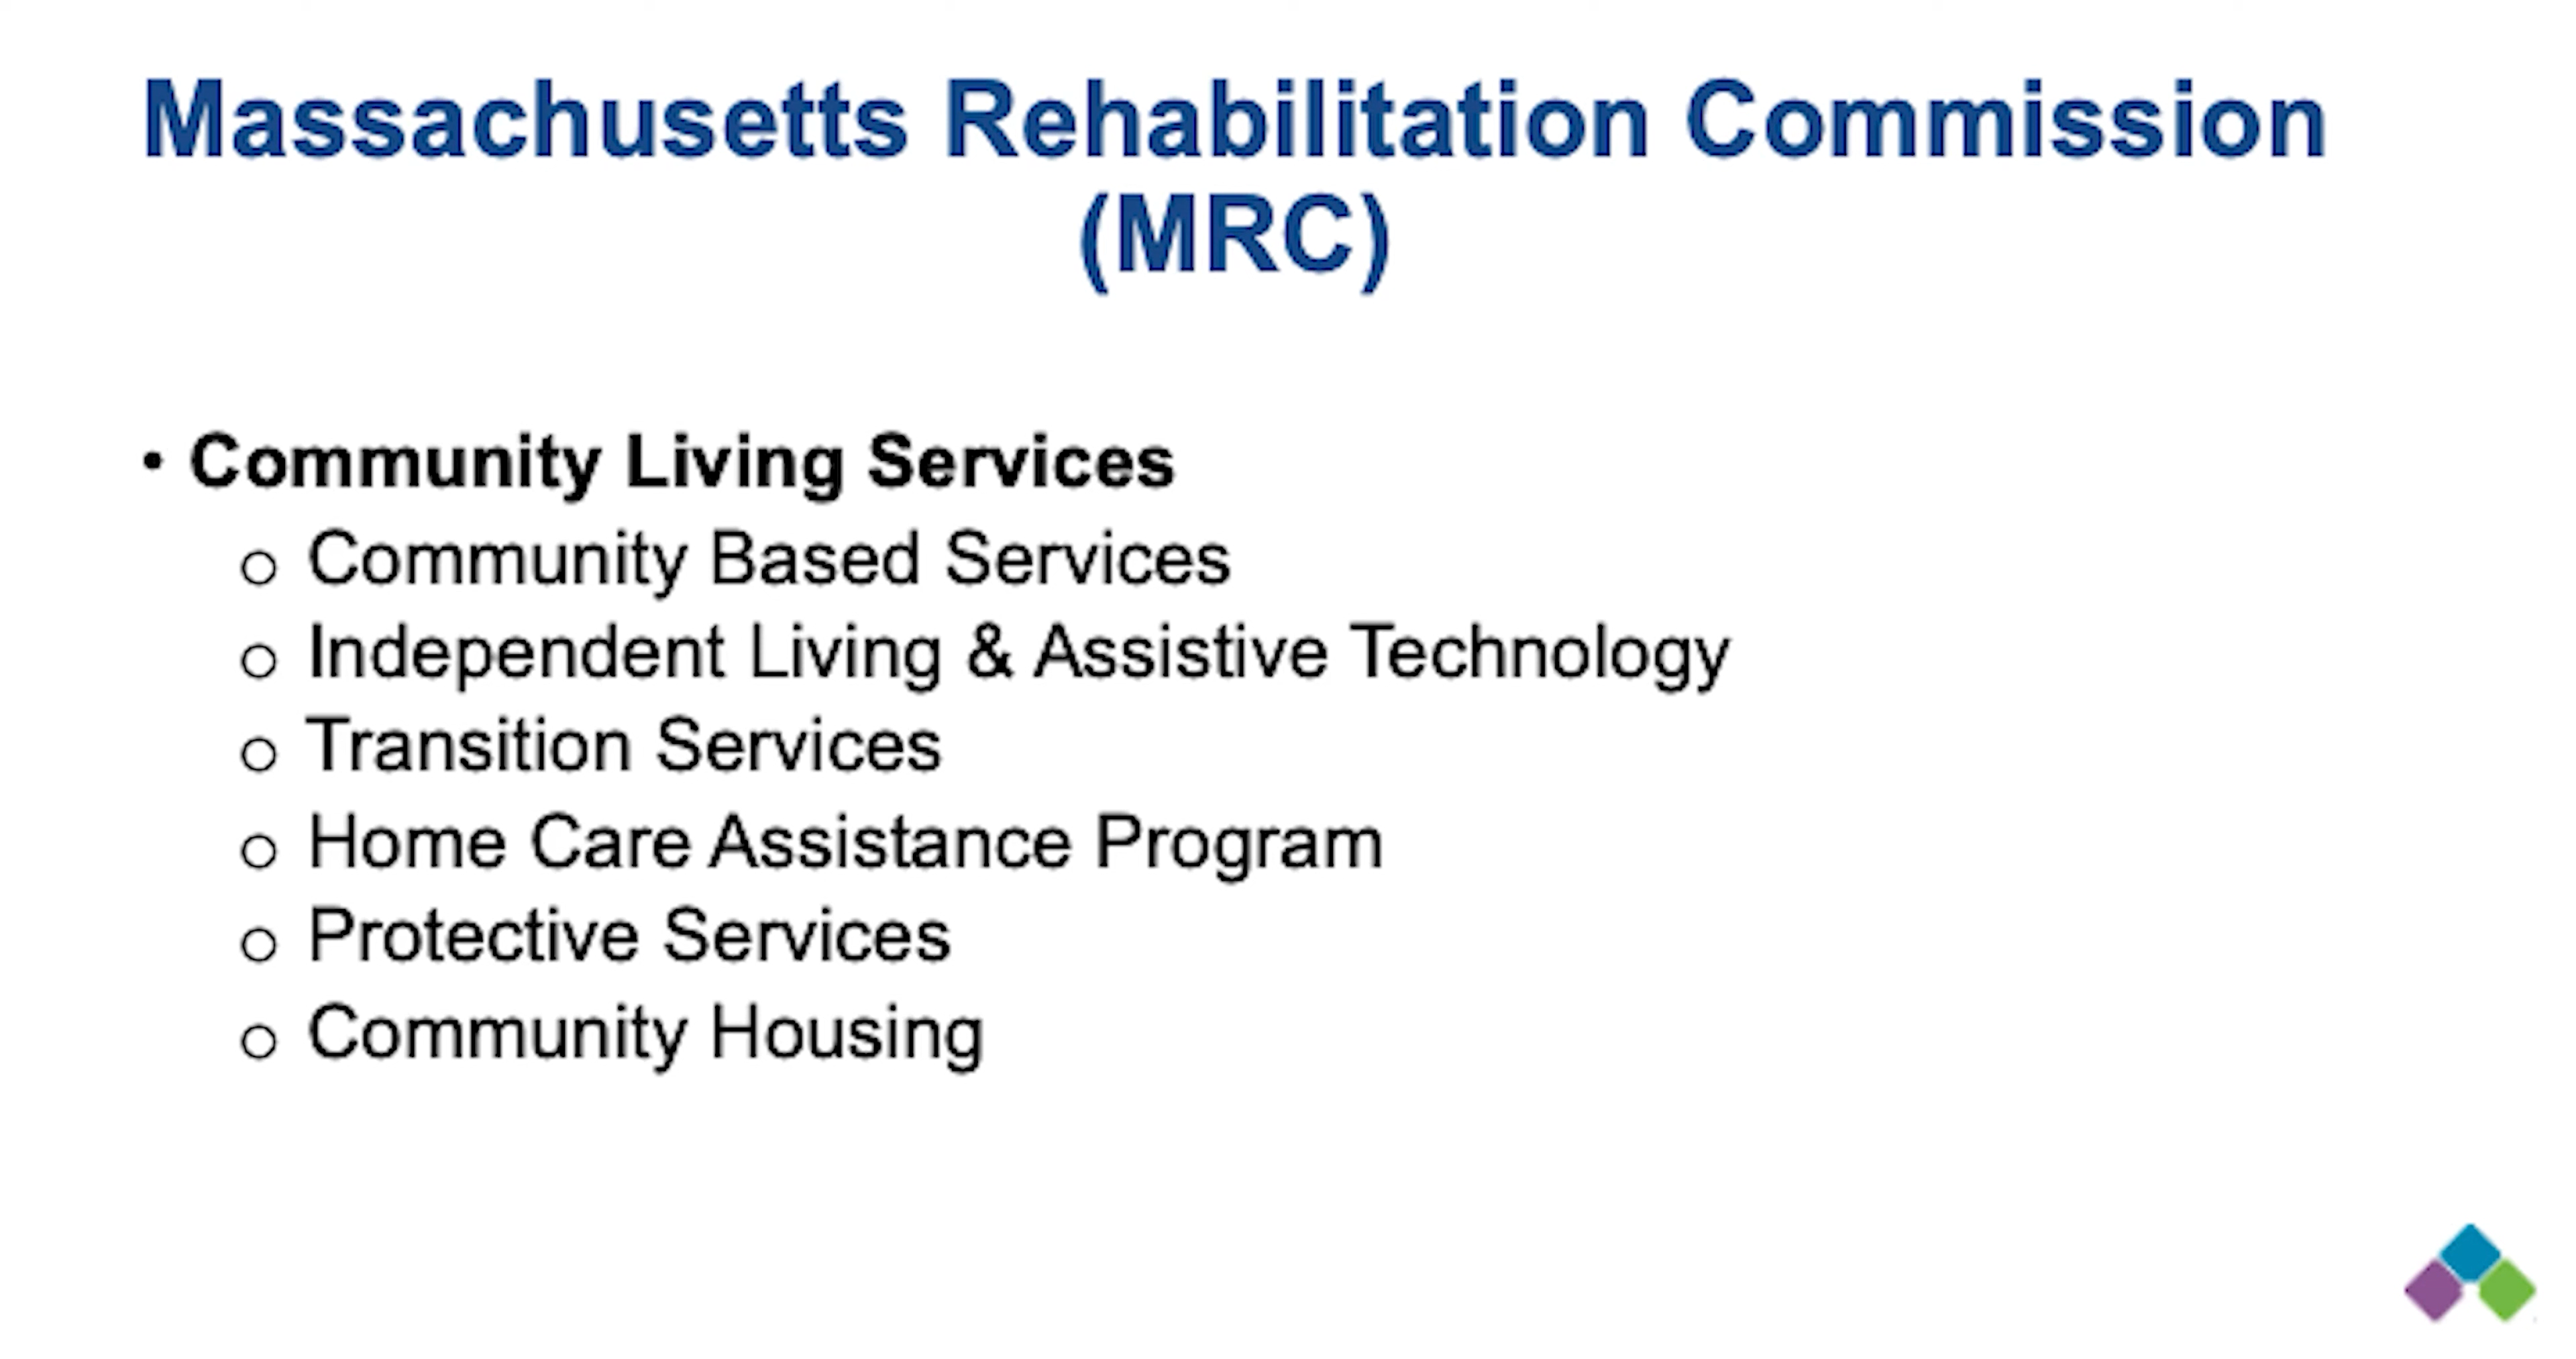 Massachusetts Rehabilitation Commission
(MRC)
• Community Living Services
o Community Based Services
o Independent Living & Assistive Technology
o Transition Services
o Home Care Assistance Program
o Protective Services
o Community Housing